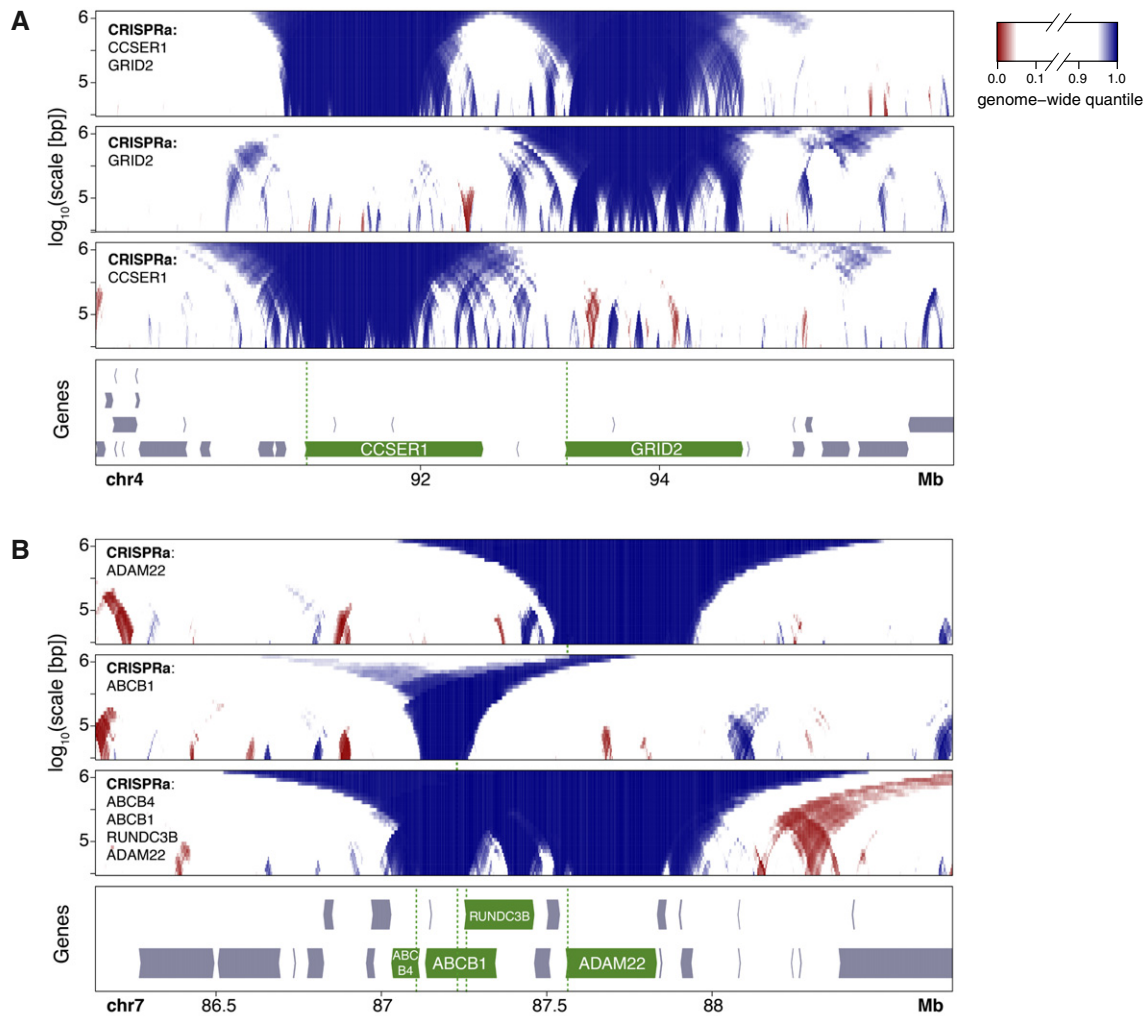 A
CRISPRa:
CCSER1
GRID2
6
5
CRISPRa:
GRID2
6
5
CRISPRa:
CCSER1
6
5
log10(scale [bp])
0.0 0.1 0.9 1.0
genome-wide quantile
Genes
CCSER1 GRID2
chr4 92 94 Mb
B
CRISPRa:
ADAM22
6
5
CRISPRa:
ABCB1
6
5
CRISPRa:
ABCB4
ABCB1
RUNDC3B
ADAM22
6
5
log10(scale [bp])
Genes
RUNDC3B
ABC
B4
ABCB1 ADAM22
chr7 86.5 87 87.5 88 Mb